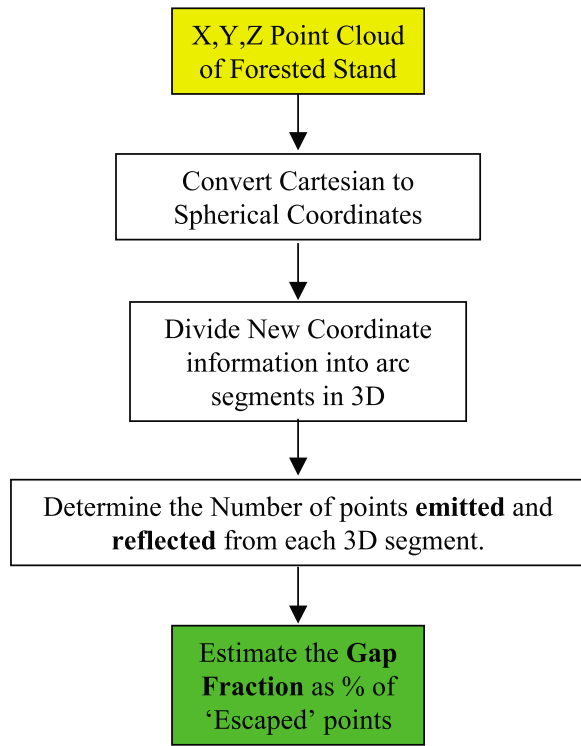 X,Y,Z Point Cloud
of Forested Stand
Convert Cartesian to
Spherical Coordinates
Divide New Coordinate
information into arc
segments in 3D
Determine the Number of points emitted and
reflected from each 3D segment.
Estimate the Gap
Fraction as % of
‘Escaped’ points